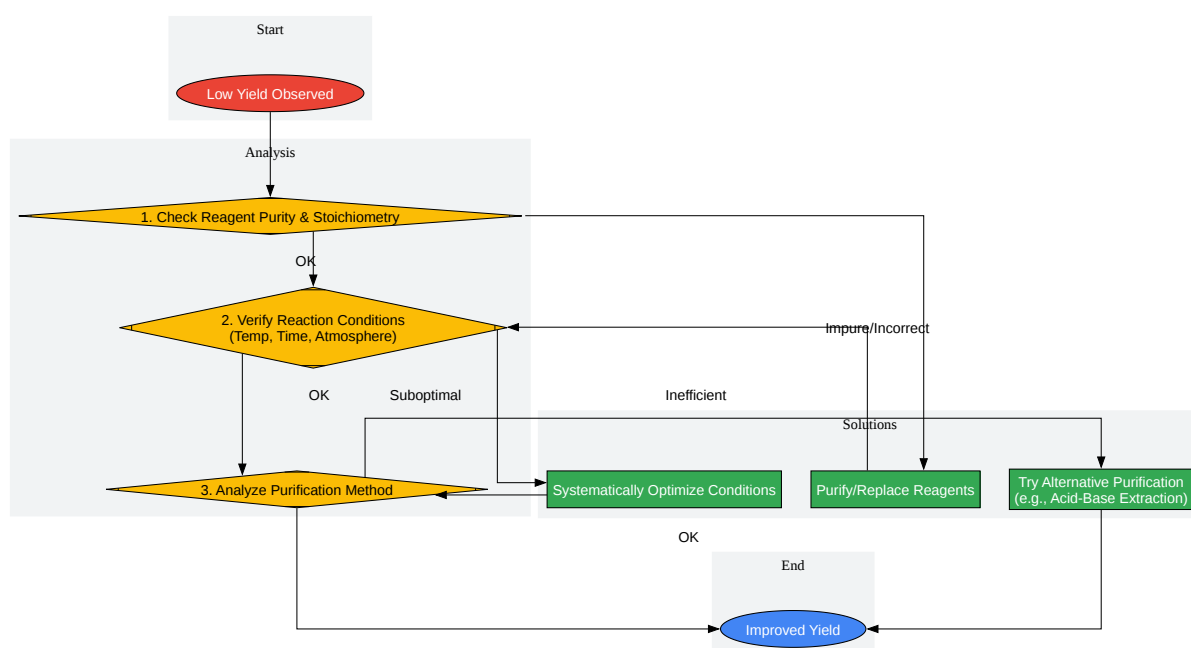 Start
Low Yield Observed
Analysis
1. Check Reagent Purity & Stoichiometry
OK
2. Verify Reaction Conditions
(Temp, Time, Atmosphere)
Impure/Incorrect
OK
Suboptimal
Inefficient
Solutions
3. Analyze Purification Method
Systematically Optimize Conditions
Purify/Replace Reagents
Try Alternative Purification
(e.g., Acid-Base Extraction)
OK
End
Improved Yield